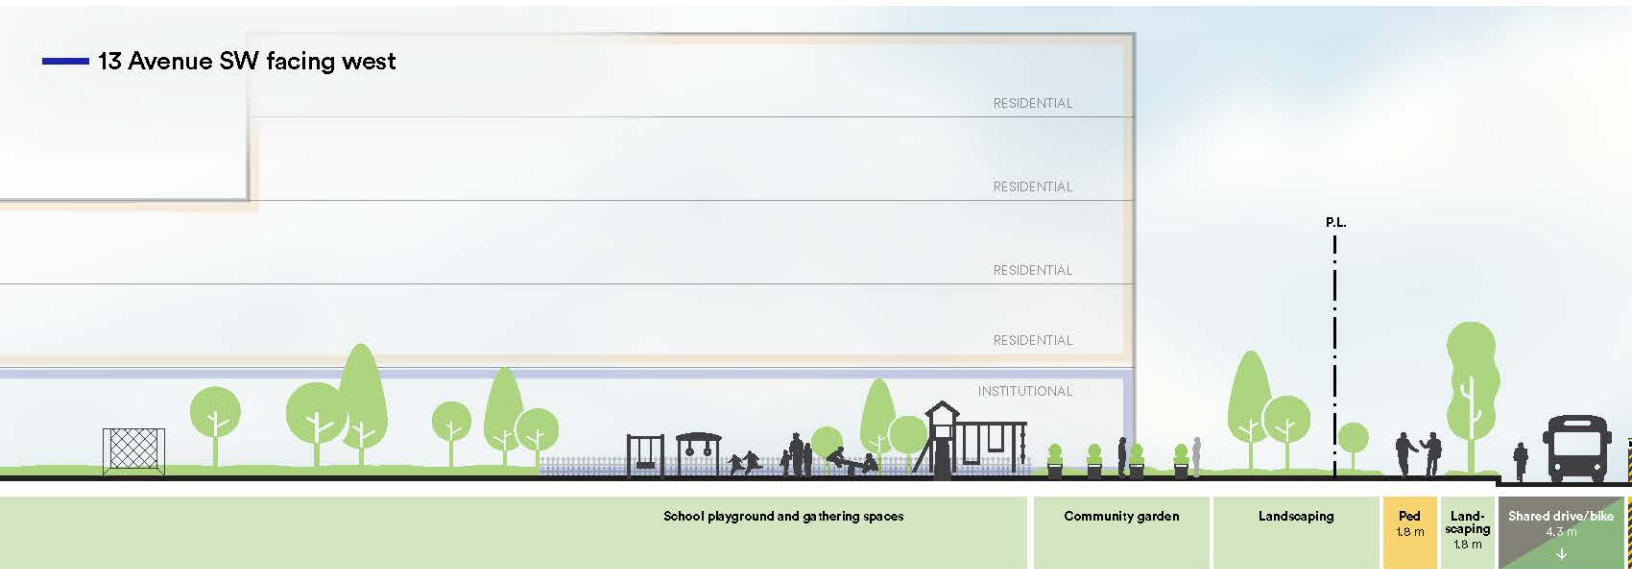 13 Avenue SW facing west
RESIDENTIAL
RESIDENTIAL
P.L.
RESIDENTIAL
RESIDENTIAL
INSTITUTIONAL
School playground and gathering spaces
Community garden
Landscaping
Ped
1.8 m
Land-
scaping
1.8 m
Shared drive/bike
4.3 m